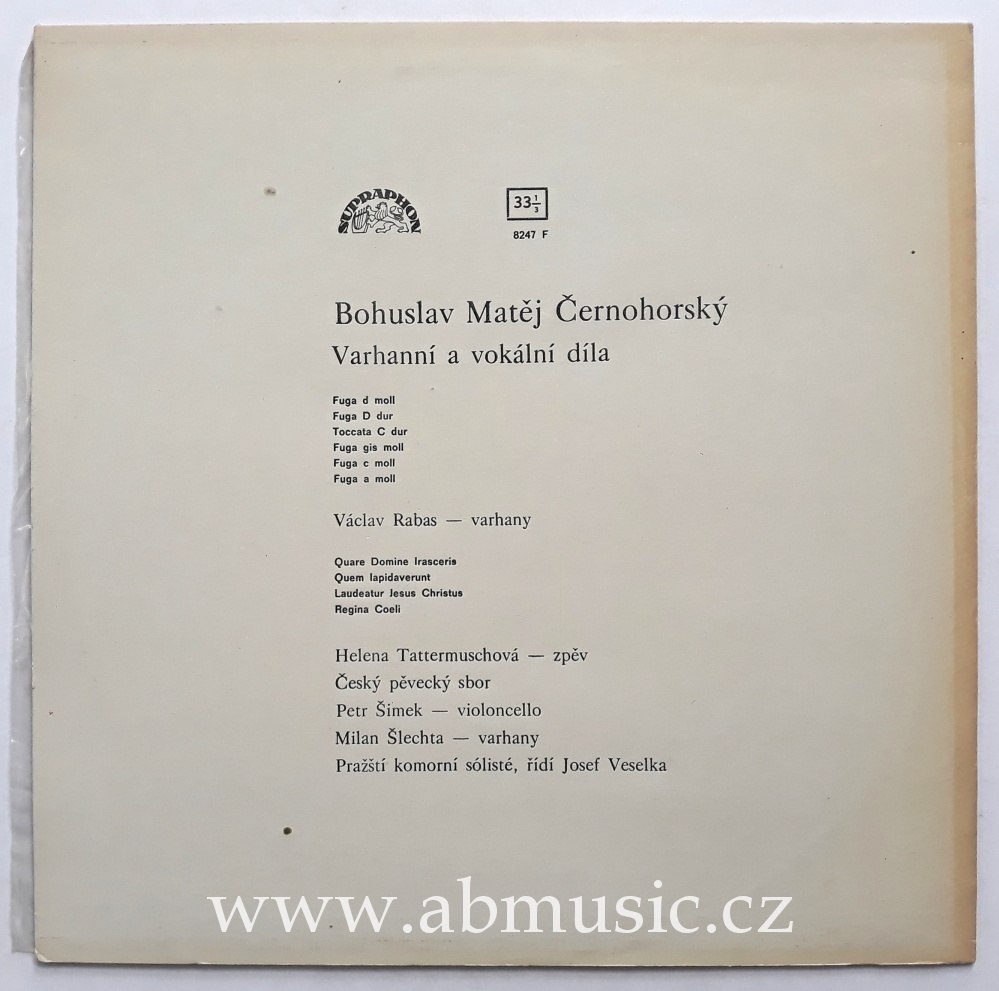 SUPRAPHON
33⅓
8247 F
Bohuslav Matěj Černohorský
Varhanní a vokální díla
Fuga d moll
Fuga D dur
Toccata C dur
Fuga gis moll
Fuga c moll
Fuga a moll
Václav Rabas — varhany
Quare Domine Irasceris
Quem lapidaverunt
Laudeatur Jesus Christus
Regina Coeli
Helena Tattermuschová — zpěv
Český pěvecký sbor
Petr Šimek — violoncello
Milan Šlechta — varhany
Pražští komorní sólisté, řídí Josef Veselka
www.abmusic.cz